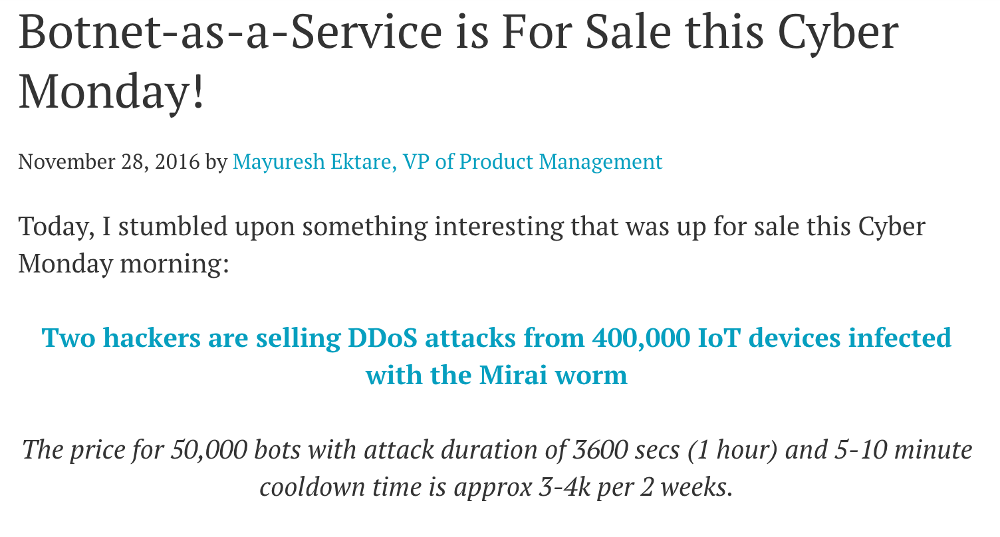 Botnet-as-a-Service is For Sale this Cyber
Monday!
November 28, 2016 by Mayuresh Ektare, VP of Product Management
Today, I stumbled upon something interesting that was up for sale this Cyber
Monday morning:
Two hackers are selling DDoS attacks from 400,000 IoT devices infected
with the Mirai worm
The price for 50,000 bots with attack duration of 3600 secs (1 hour) and 5-10 minute
cooldown time is approx 3-4k per 2 weeks.